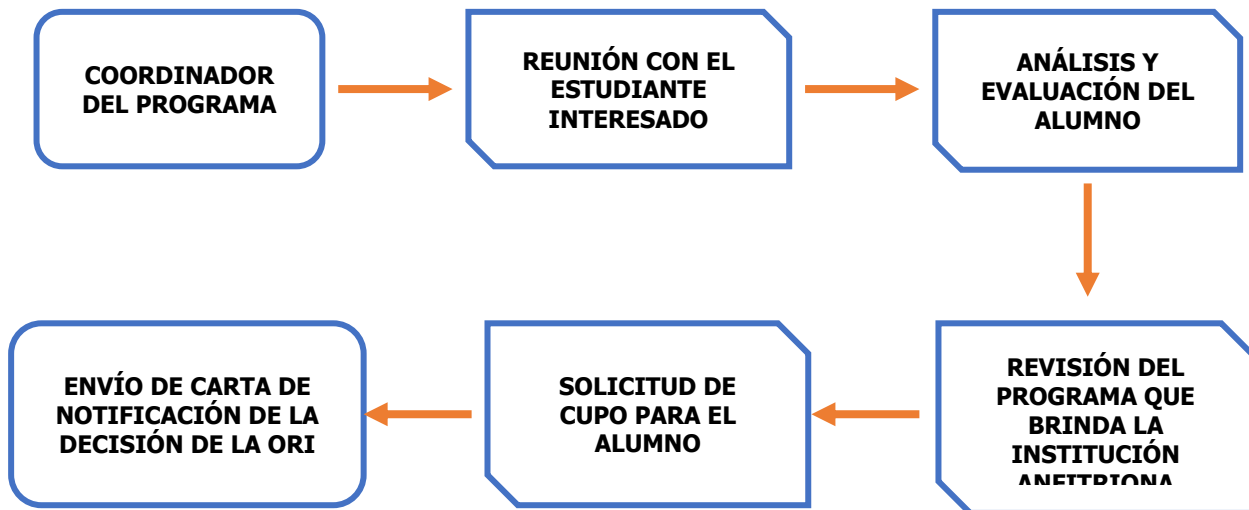 COORDINADOR
DEL PROGRAMA
REUNIÓN CON EL
ESTUDIANTE
INTERESADO
ANÁLISIS Y
EVALUACIÓN DEL
ALUMNO
REVISIÓN DEL
PROGRAMA QUE
BRINDA LA
INSTITUCIÓN
ANFITRIONA
SOLICITUD DE
CUPO PARA EL
ALUMNO
ENVÍO DE CARTA DE
NOTIFICACIÓN DE LA
DECISIÓN DE LA ORI